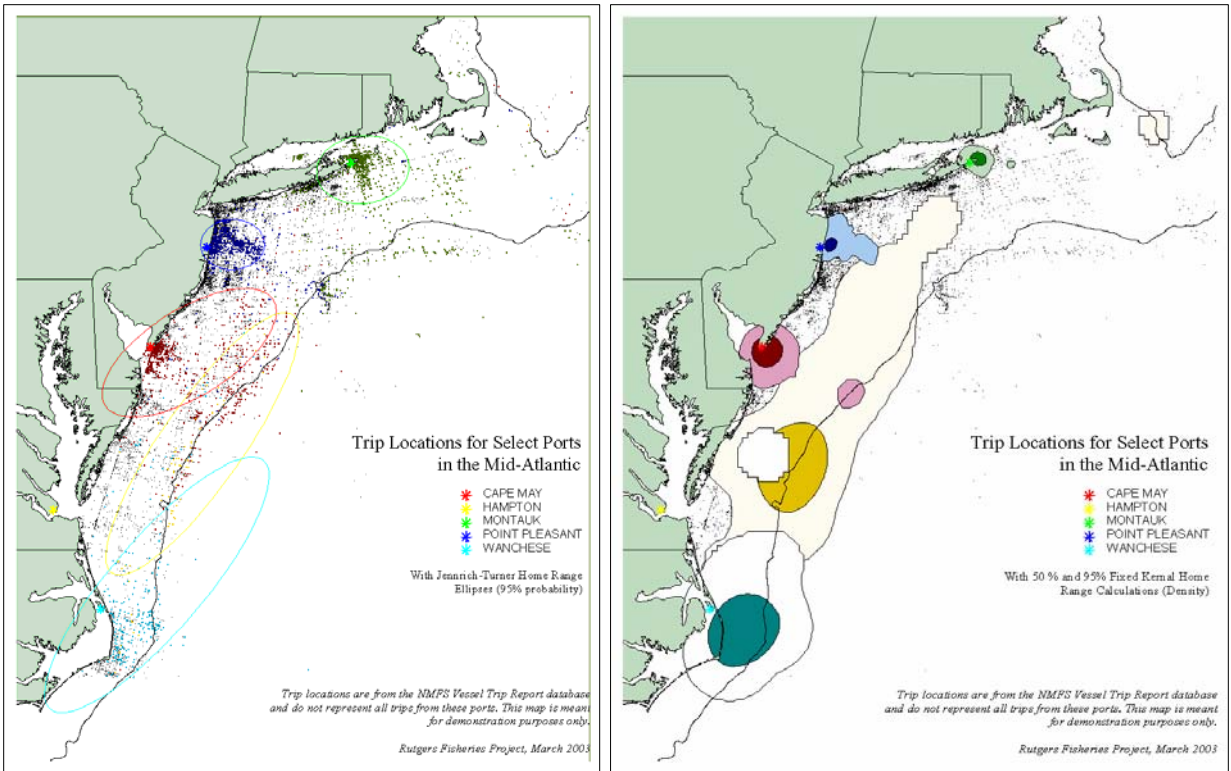 Trip Locations for Select Ports
in the Mid-Atlantic
CAPE MAY
HAMPTON
MONTAUK
POINT PLEASANT
WANCHESE
With Jennrich-Turner Home Range
Ellipses (95% probability)
Trip locations are from the NMFS Vessel Trip Report database
and do not represent all trips from these ports. This map is meant
for demonstration purposes only.
Rutgers Fisheries Project, March 2003
Trip Locations for Select Ports
in the Mid-Atlantic
CAPE MAY
HAMPTON
MONTAUK
POINT PLEASANT
WANCHESE
With 50 % and 95% Fixed Kernal Home
Range Calculations (Density)
Trip locations are from the NMFS Vessel Trip Report database
and do not represent all trips from these ports. This map is meant
for demonstration purposes only.
Rutgers Fisheries Project, March 2003